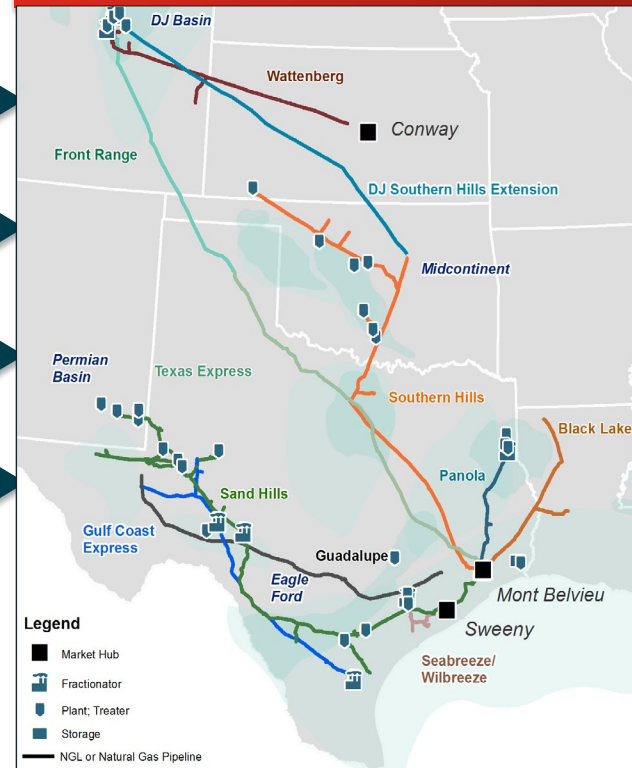 DJ Basin
Wattenberg
Conway
Front Range
DJ Southern Hills Extension
Midcontinent
Permian
Basin
Texas Express
Southern Hills
Black Lake
Panola
Sand Hills
Gulf Coast
Express
Guadalupe
Eagle
Ford
Mont Belvieu
Sweeny
Seabreeze/
Wilbreeze
Legend
Market Hub
Fractionator
Plant; Treater
Storage
NGL or Natural Gas Pipeline